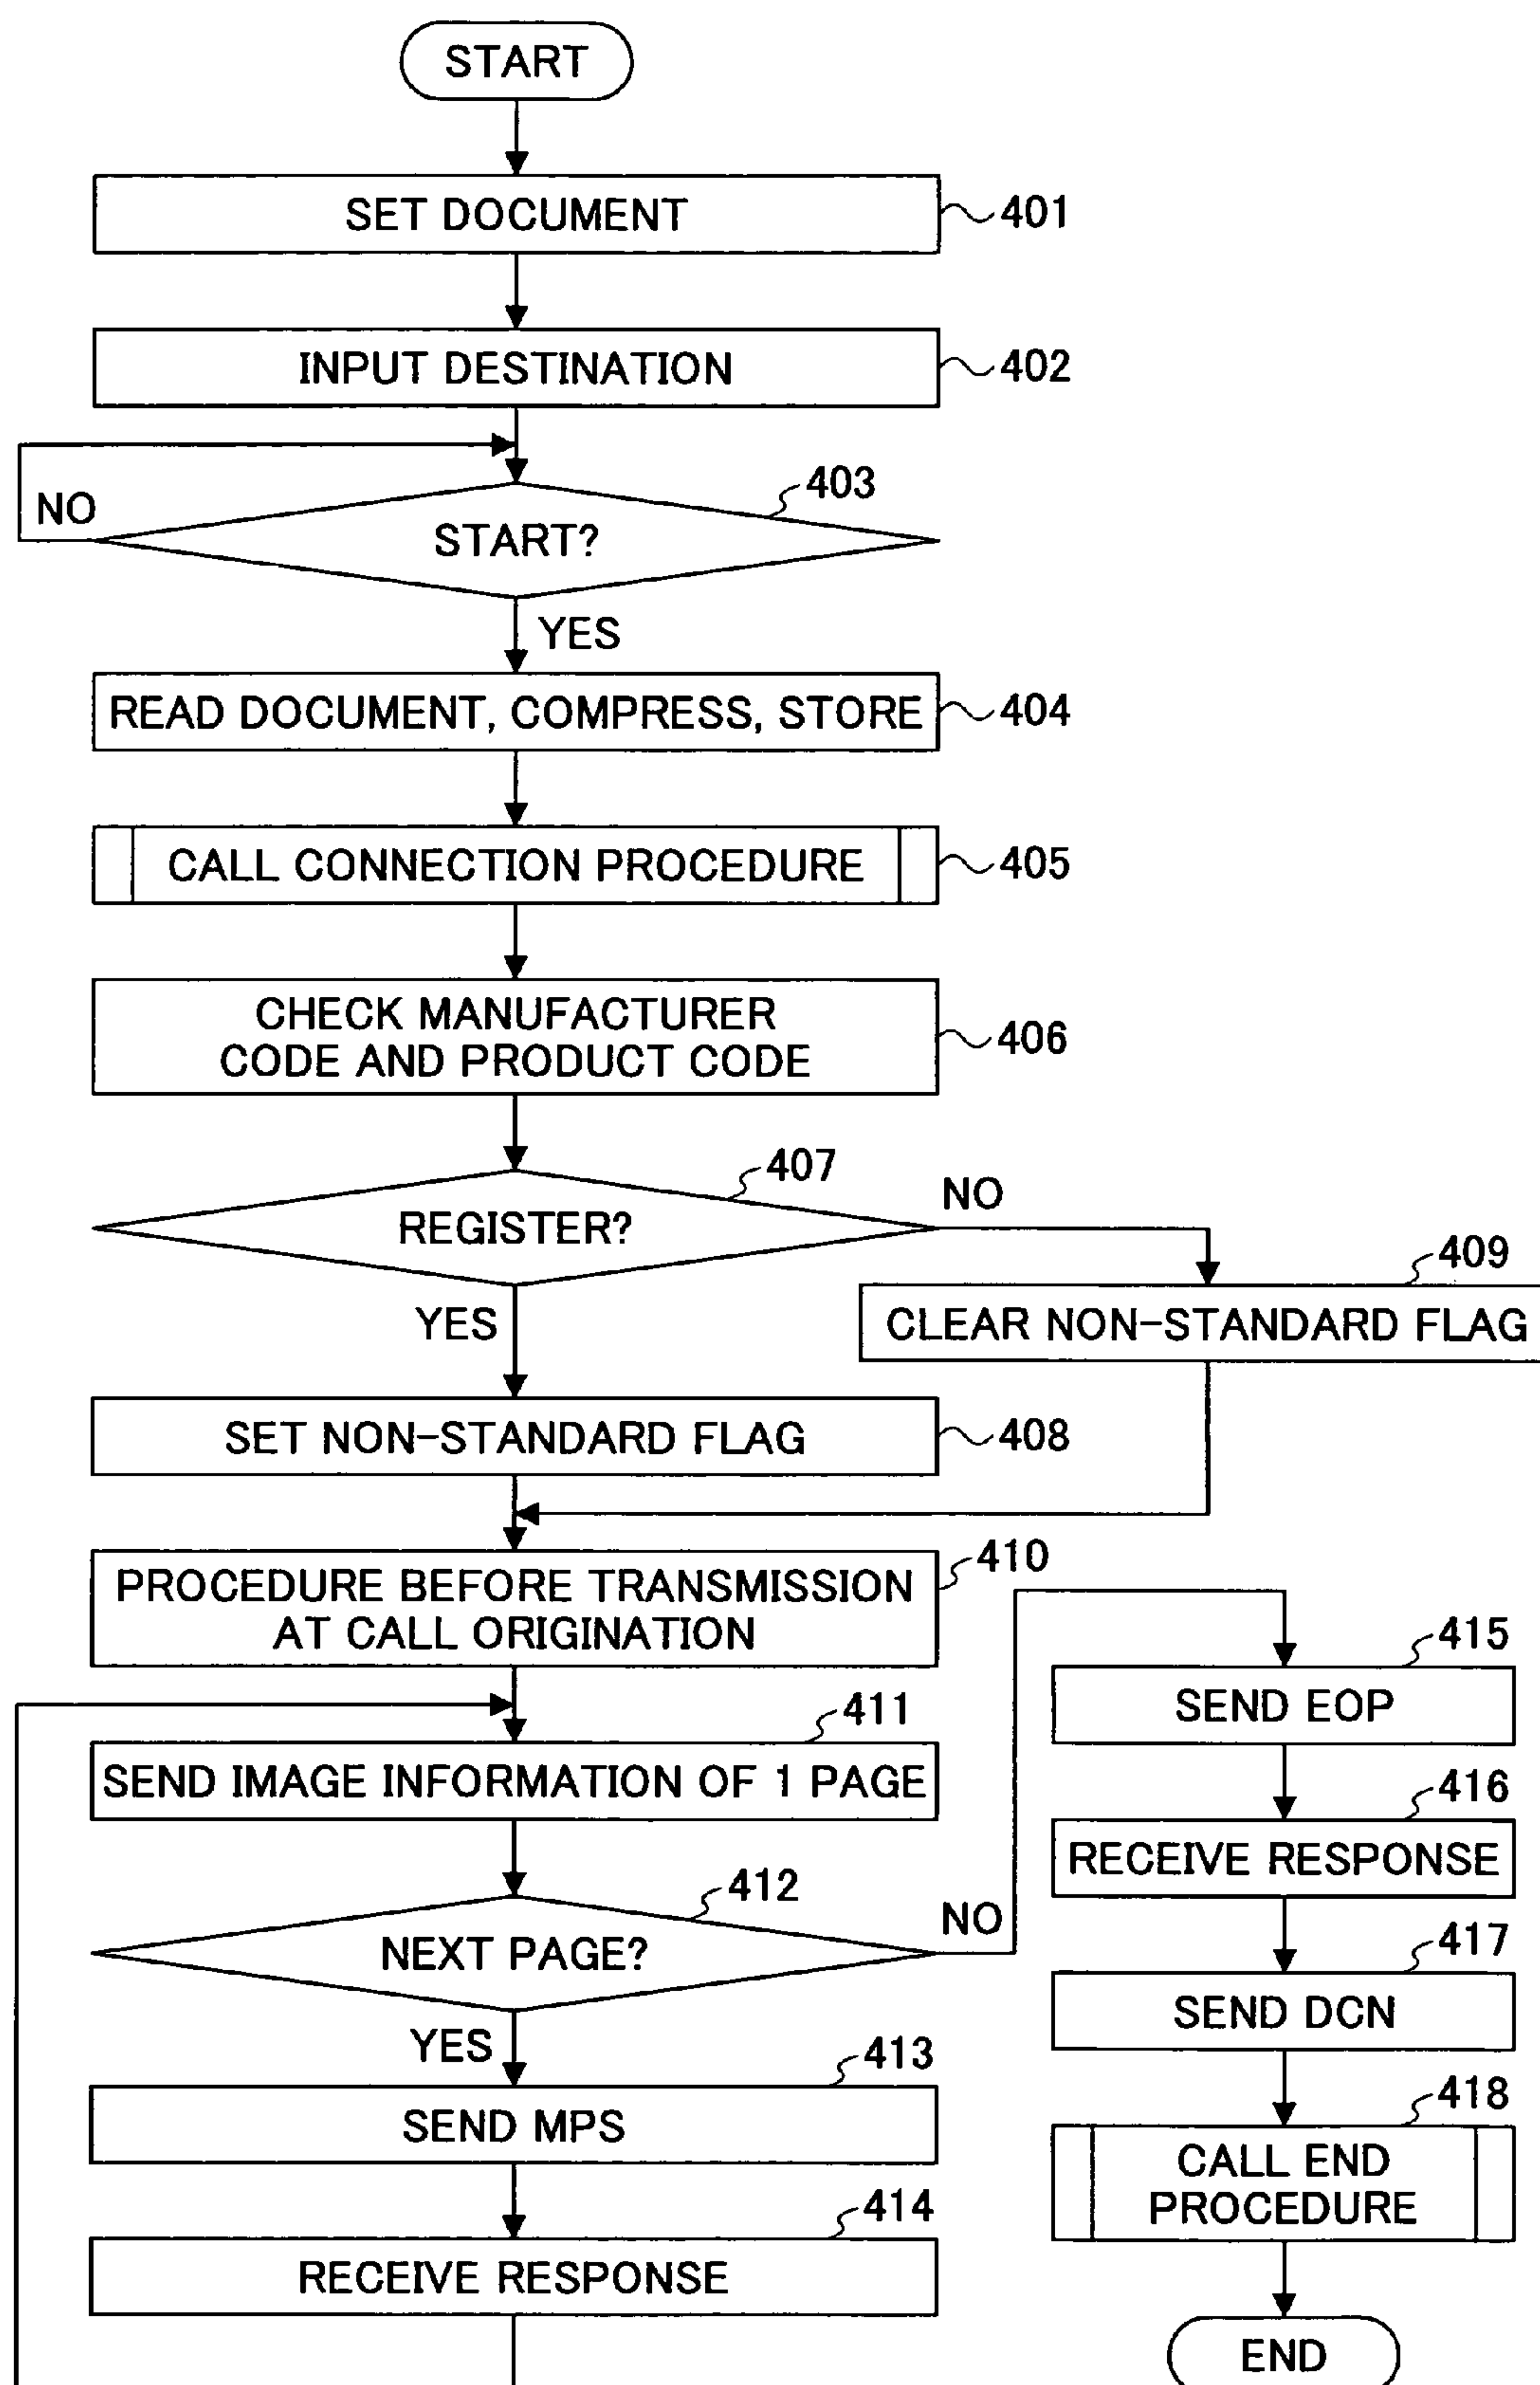 START
SET DOCUMENT
401
INPUT DESTINATION
402
NO
403
START?
YES
READ DOCUMENT, COMPRESS, STORE
404
CALL CONNECTION PROCEDURE
405
CHECK MANUFACTURER
CODE AND PRODUCT CODE
406
407
REGISTER?
NO
409
CLEAR NON-STANDARD FLAG
YES
SET NON-STANDARD FLAG
408
410
PROCEDURE BEFORE TRANSMISSION
AT CALL ORIGINATION
411
SEND IMAGE INFORMATION OF 1 PAGE
412
NEXT PAGE?
NO
YES
413
SEND MPS
414
RECEIVE RESPONSE
415
SEND EOP
416
RECEIVE RESPONSE
417
SEND DCN
418
CALL END
PROCEDURE
END